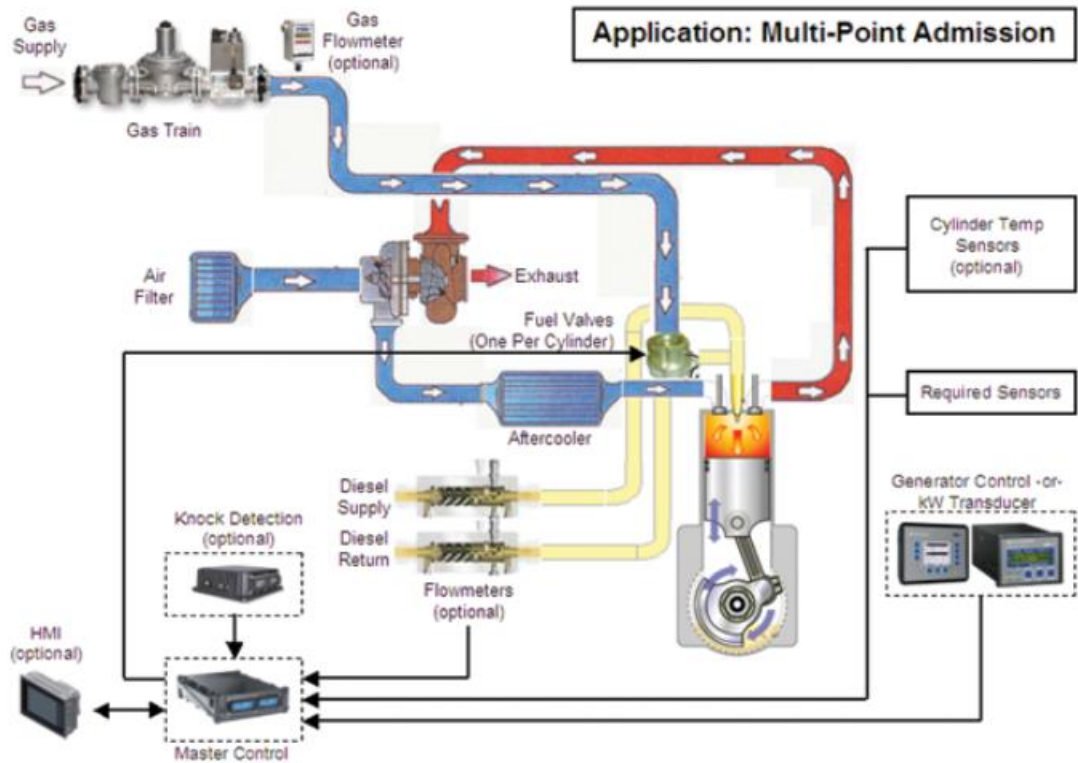 Application: Multi-Point Admission
Gas
Supply
Gas
Flowmeter
(optional)
Gas Train
Cylinder Temp
Sensors
(optional)
Air
Filter
Exhaust
Fuel Valves
(One Per Cylinder)
Required Sensors
Aftercooler
Diesel
Supply
Generator Control -or-
kW Transducer
Knock Detection
(optional)
Diesel
Return
Flowmeters
(optional)
HMI
(optional)
Master Control